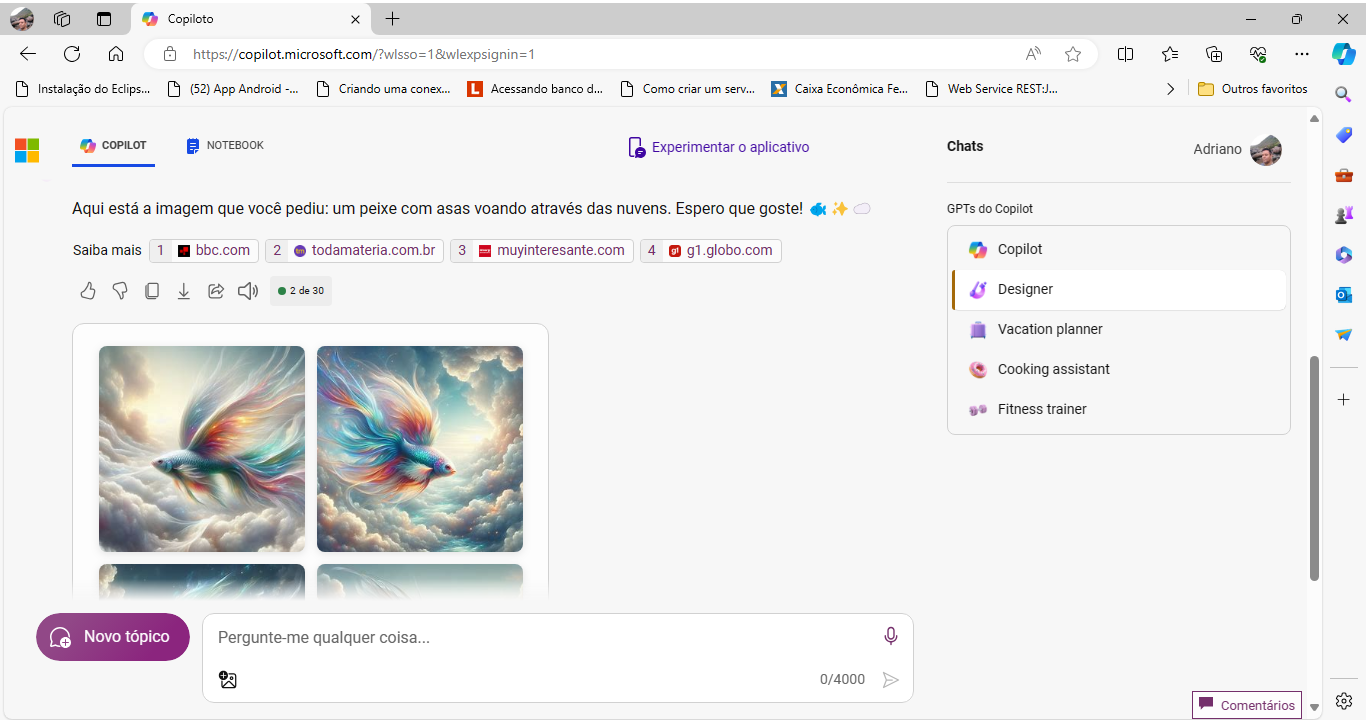 Copiloto
https://copilot.microsoft.com/?wlsso=1&wlexpsignin=1
Instalação do Eclips...
(52) App Android -...
Criando uma conex...
Acessando banco d...
Como criar um serv...
Caixa Econômica Fe...
Web Service REST:J...
Outros favoritos
COPILOT
NOTEBOOK
Experimentar o aplicativo
Chats
Adriano
Aqui está a imagem que você pediu: um peixe com asas voando através das nuvens. Espero que goste! 🐟✨☁️
GPTs do Copilot
Saiba mais 1 bbc.com 2 todamateria.com.br 3 muyinteresante.com 4 g1.globo.com
Copilot
2 de 30
Designer
Vacation planner
Cooking assistant
Fitness trainer
Novo tópico
Pergunte-me qualquer coisa...
0/4000
Comentários